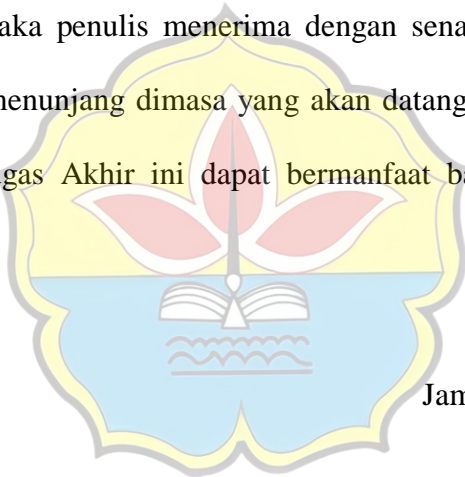 aka penulis menerima dengan sena
menunjang dimasa yang akan datang
gas Akhir ini dapat bermanfaat ba
Jam